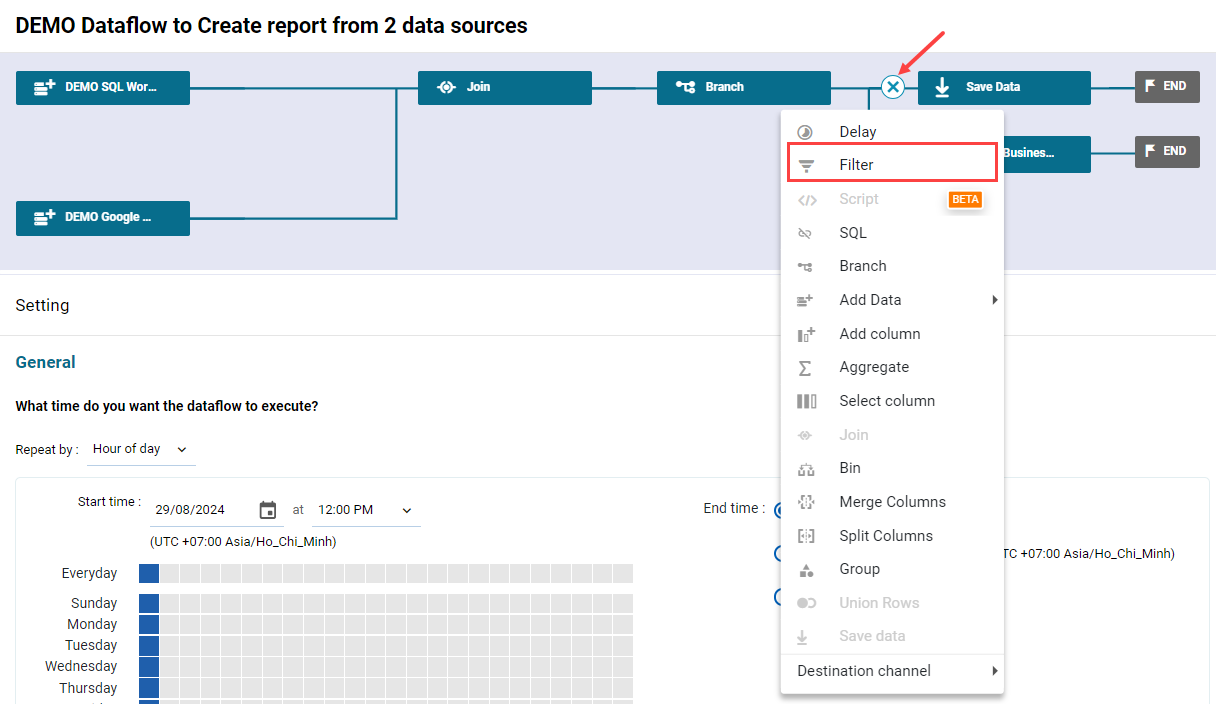 DEMO Dataflow to Create report from 2 data sources
DEMO SQL Wor...
Join
Branch
Save Data
END
Busines...
END
DEMO Google ...
Delay
Filter
Script BETA
SQL
Branch
Add Data
Add column
Aggregate
Select column
Join
Bin
Merge Columns
Split Columns
Group
Union Rows
Save data
Destination channel
Setting
General
What time do you want the dataflow to execute?
Repeat by : Hour of day
Start time : 29/08/2024 at 12:00 PM
(UTC +07:00 Asia/Ho_Chi_Minh)
End time :
TC +07:00 Asia/Ho_Chi_Minh)
Everyday
Sunday
Monday
Tuesday
Wednesday
Thursday